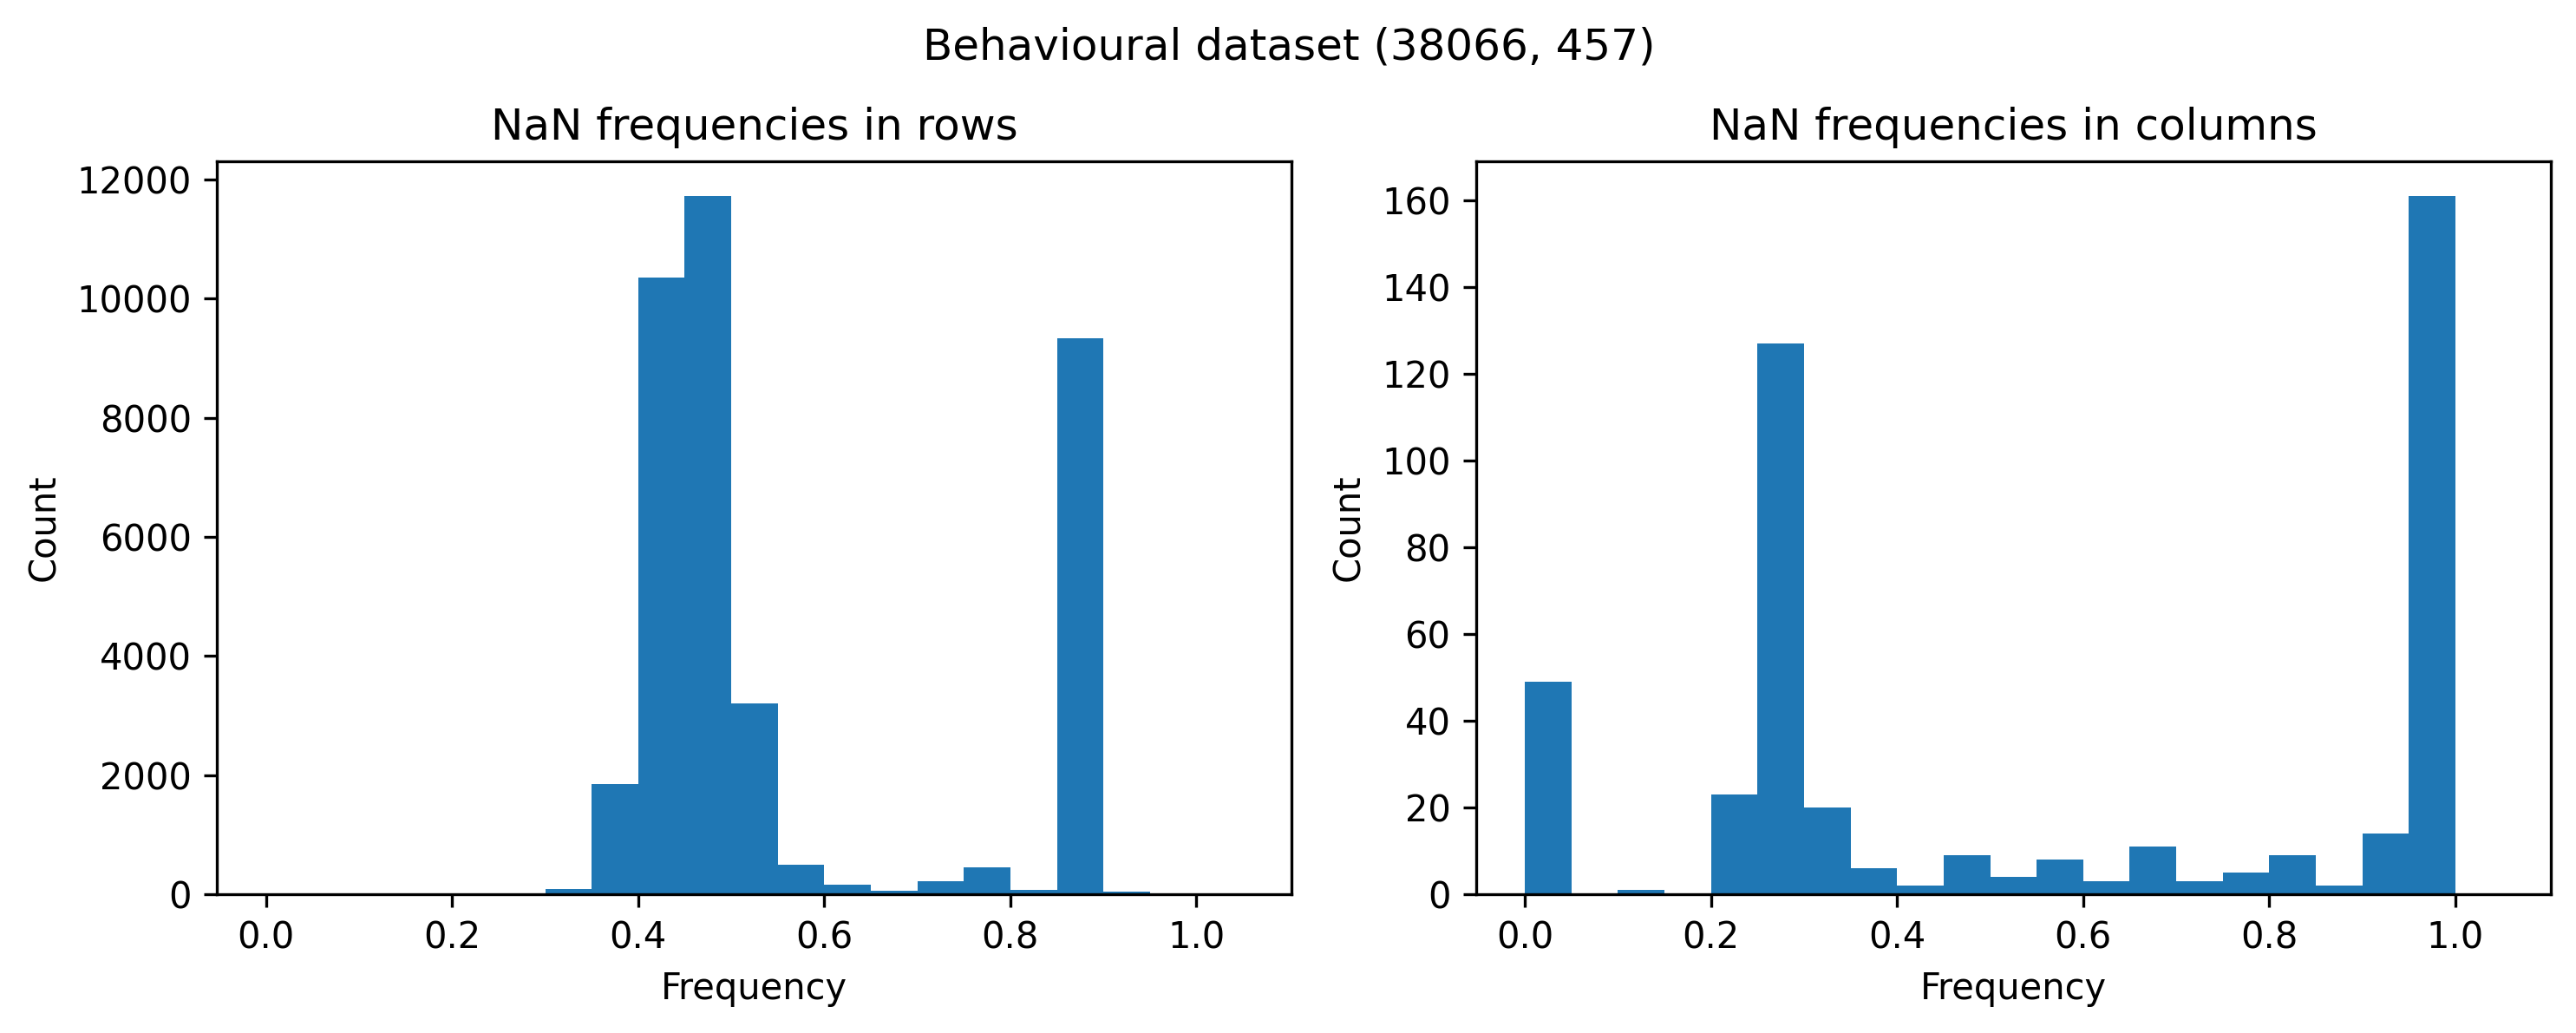 Behavioural dataset (38066, 457)
NaN frequencies in rows
12000
10000
8000
6000
4000
2000
0
Count
0.0 0.2 0.4 0.6 0.8 1.0
Frequency
NaN frequencies in columns
160
140
120
100
80
60
40
20
0
Count
0.0 0.2 0.4 0.6 0.8 1.0
Frequency